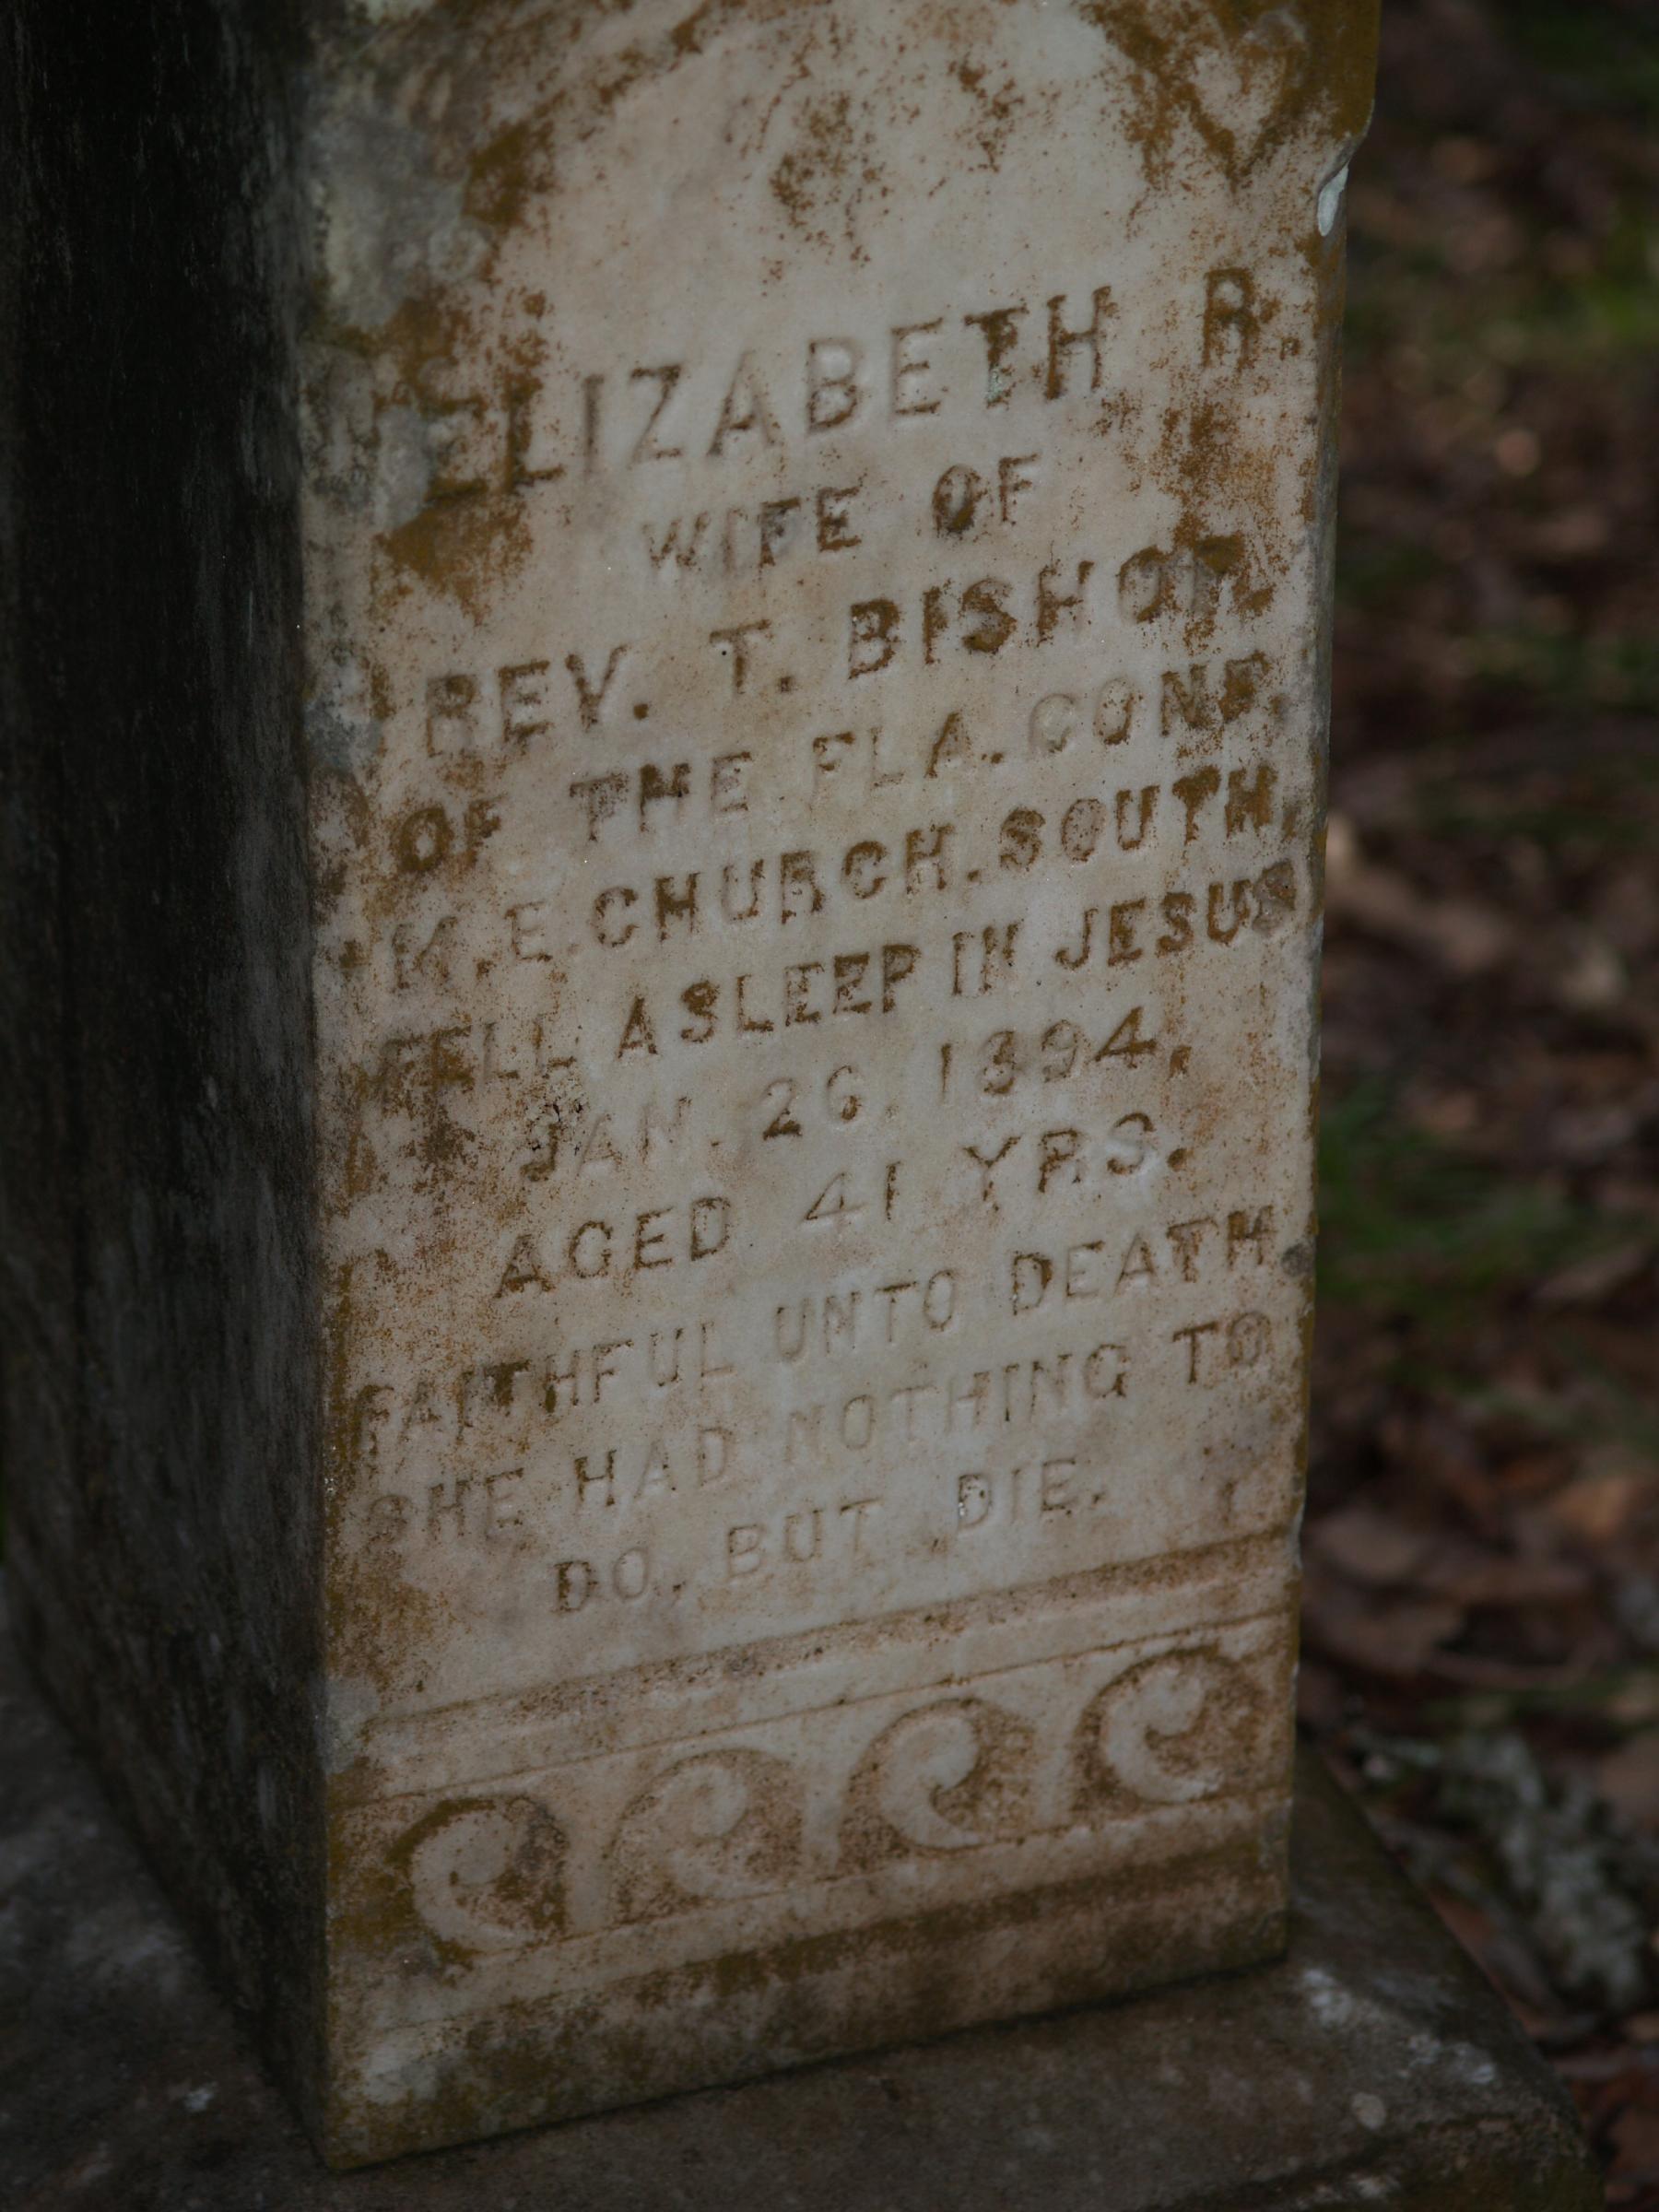 ELIZABETH R.
WIFE OF
REV. T. BISHOP.
OF THE FLA. CONF.
M. E. CHURCH. SOUTH,
FELL ASLEEP IN JESUS
JAN. 26, 1894,
AGED 41 YRS.
FAITHFUL UNTO DEATH
SHE HAD NOTHING TO
DO, BUT DIE.